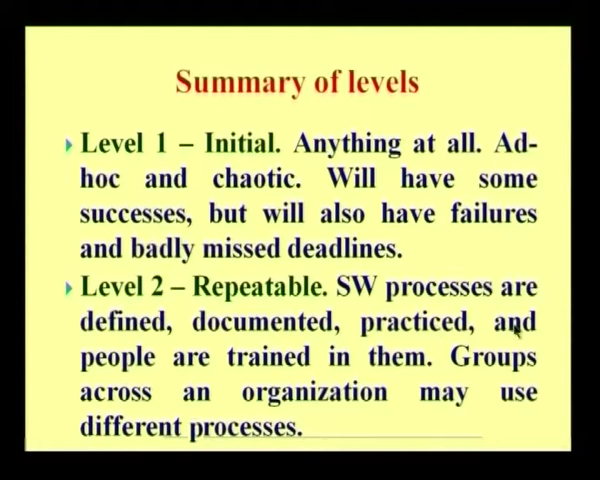 Summary of levels
Level 1 – Initial. Anything at all. Ad-
hoc and chaotic. Will have some
successes, but will also have failures
and badly missed deadlines.
Level 2 – Repeatable. SW processes are
defined, documented, practiced, and
people are trained in them. Groups
across an organization may use
different processes.